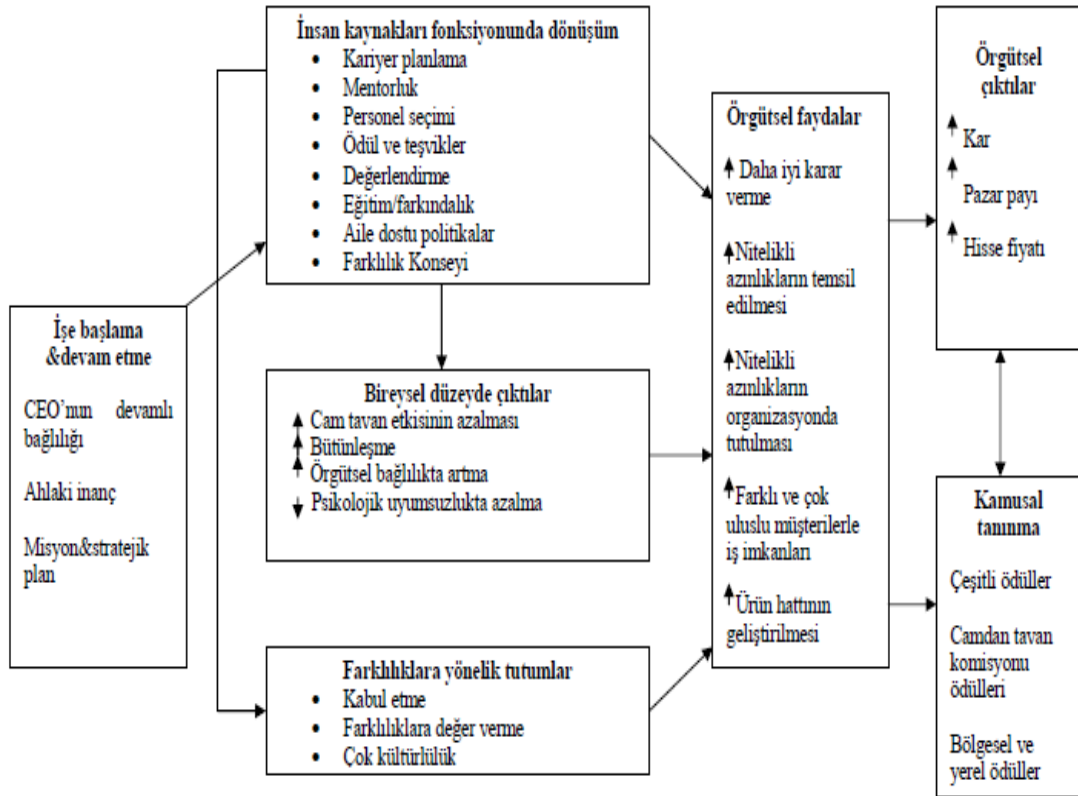 İşe başlama
&devam etme
CEO’nun devamlı
bağlılığı
Ahlaki inanç
Misyon&stratejik
plan
İnsan kaynakları fonksiyonunda dönüşüm
• Kariyer planlama
• Mentorluk
• Personel seçimi
• Ödül ve teşvikler
• Değerlendirme
• Eğitim/farkındalık
• Aile dostu politikalar
• Farklılık Konseyi
Bireysel düzeyde çıktılar
Cam tavan etkisinin azalması
Bütünleşme
Örgütsel bağlılıkta artma
Psikolojik uyumsuzlukta azalma
Farklılıklara yönelik tutumlar
• Kabul etme
• Farklılıklara değer verme
• Çok kültürlülük
Örgütsel faydalar
Daha iyi karar
verme
Nitelikli
azınlıkların temsil
edilmesi
Nitelikli
azınlıkların
organizasyonda
tutulması
Farklı ve çok
uluslu müşterilerle
iş imkanları
Ürün hattının
geliştirilmesi
Örgütsel
çıktılar
Kar
Pazar payı
Hisse fiyatı
Kamusal
tanınma
Çeşitli ödüller
Camdan tavan
komisyonu
ödülleri
Bölgesel ve
yerel ödüller